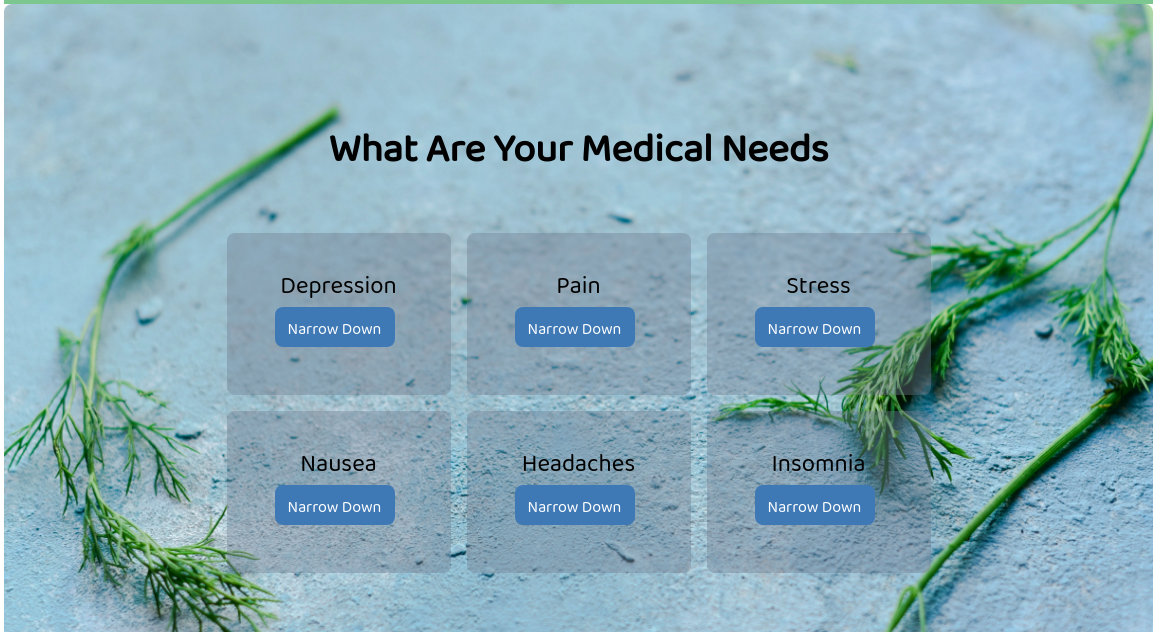 What Are Your Medical Needs
Depression
Narrow Down
Pain
Narrow Down
Stress
Narrow Down
Nausea
Narrow Down
Headaches
Narrow Down
Insomnia
Narrow Down